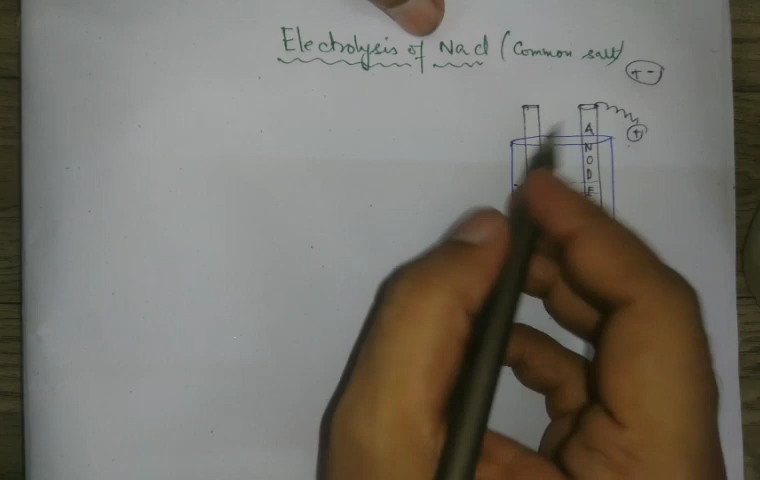 Electrolysis of Nacl (Common salt)
+ -
+
ANODE